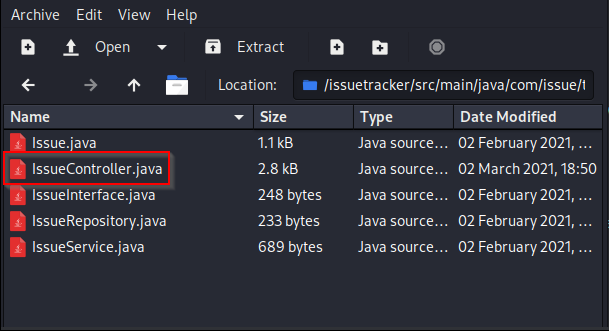 Archive Edit View Help
Open Extract
Location: /issuetracker/src/main/java/com/issue/t
Name Size Type Date Modified
Issue.java 1.1 kB Java source... 02 February 2021, ...
IssueController.java 2.8 kB Java source... 02 March 2021, 18:50
IssueInterface.java 248 bytes Java source... 02 February 2021, ...
IssueRepository.java 233 bytes Java source... 02 February 2021, ...
IssueService.java 689 bytes Java source... 02 February 2021, ...